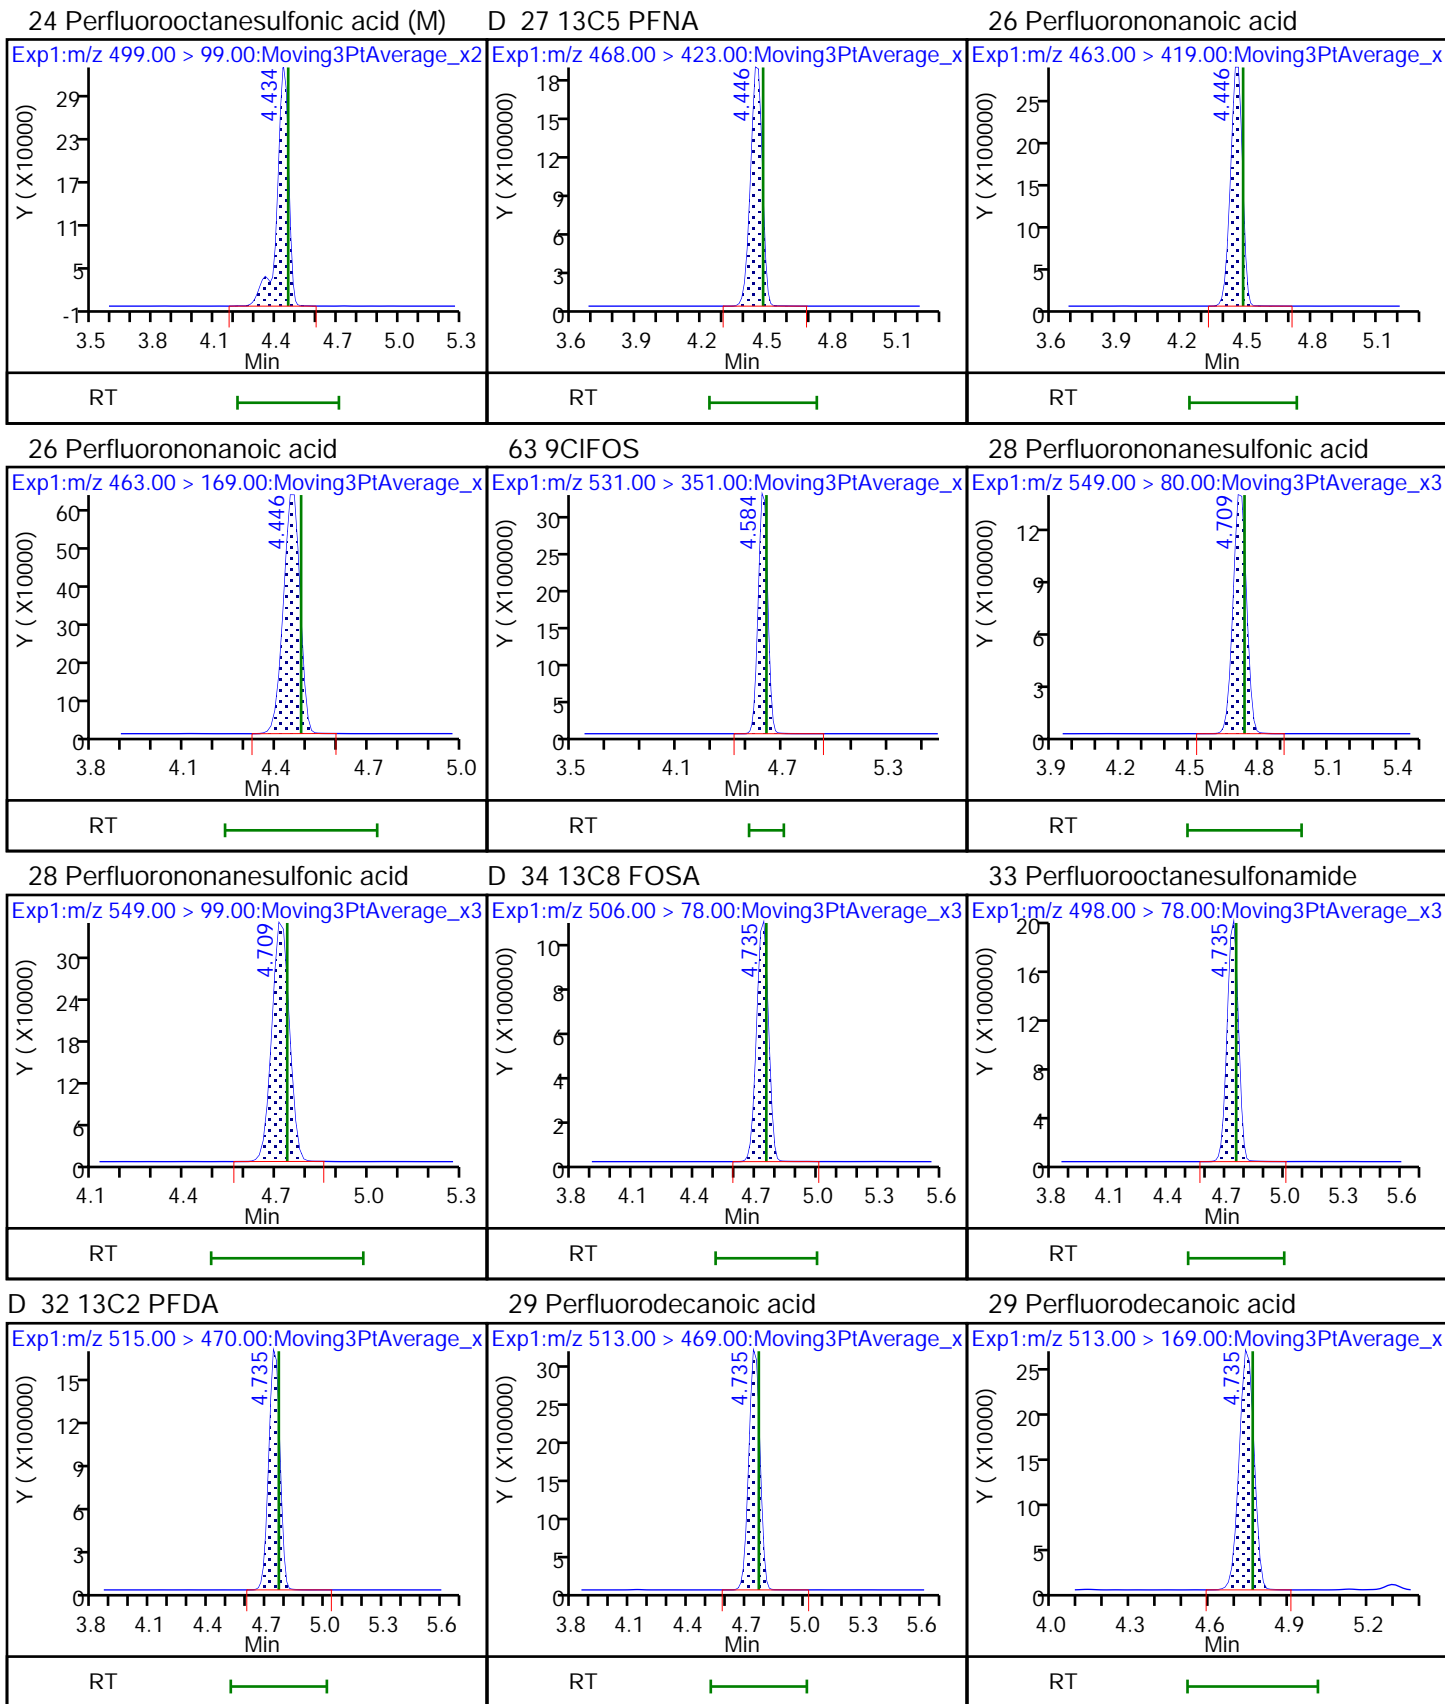 24 Perfluorooctanesulfonic acid (M)
Exp1:m/z 499.00 > 99.00:Moving3PtAverage_x2
4.434
Y ( X100000)
29
23
17
11
5
-1
3.5 3.8 4.1 4.4 4.7 5.0 5.3
Min
RT
D 27 13C5 PFNA
Exp1:m/z 468.00 > 423.00:Moving3PtAverage_x
4.446
Y ( X100000)
18
15
12
9
6
3
0
3.6 3.9 4.2 4.5 4.8 5.1
Min
RT
26 Perfluorononanoic acid
Exp1:m/z 463.00 > 419.00:Moving3PtAverage_x
4.446
Y ( X100000)
25
20
15
10
5
0
3.6 3.9 4.2 4.5 4.8 5.1
Min
RT
26 Perfluorononanoic acid
Exp1:m/z 463.00 > 169.00:Moving3PtAverage_x
4.446
Y ( X10000)
60
50
40
30
20
10
0
3.8 4.1 4.4 4.7 5.0
Min
RT
63 9ClFOS
Exp1:m/z 531.00 > 351.00:Moving3PtAverage_x
4.584
Y ( X100000)
30
25
20
15
10
5
0
3.5 4.1 4.7 5.3
Min
RT
28 Perfluorononanesulfonic acid
Exp1:m/z 549.00 > 80.00:Moving3PtAverage_x3
4.709
Y ( X100000)
12
9
6
3
0
3.9 4.2 4.5 4.8 5.1 5.4
Min
RT
28 Perfluorononanesulfonic acid
Exp1:m/z 549.00 > 99.00:Moving3PtAverage_x3
4.709
Y ( X10000)
30
24
18
12
6
0
4.1 4.4 4.7 5.0 5.3
Min
RT
D 34 13C8 FOSA
Exp1:m/z 506.00 > 78.00:Moving3PtAverage_x3
4.735
Y ( X100000)
10
8
6
4
2
0
3.8 4.1 4.4 4.7 5.0 5.3 5.6
Min
RT
33 Perfluorooctanesulfonamide
Exp1:m/z 498.00 > 78.00:Moving3PtAverage_x3
4.735
Y ( X100000)
20
16
12
8
4
0
3.8 4.1 4.4 4.7 5.0 5.3 5.6
Min
RT
D 32 13C2 PFDA
Exp1:m/z 515.00 > 470.00:Moving3PtAverage_x
4.735
Y ( X100000)
15
12
9
6
3
0
3.8 4.1 4.4 4.7 5.0 5.3 5.6
Min
RT
29 Perfluorodecanoic acid
Exp1:m/z 513.00 > 469.00:Moving3PtAverage_x
4.735
Y ( X100000)
30
25
20
15
10
5
0
3.8 4.1 4.4 4.7 5.0 5.3 5.6
Min
RT
29 Perfluorodecanoic acid
Exp1:m/z 513.00 > 169.00:Moving3PtAverage_x
4.735
Y ( X10000)
25
20
15
10
5
0
4.0 4.3 4.6 4.9 5.2
Min
RT